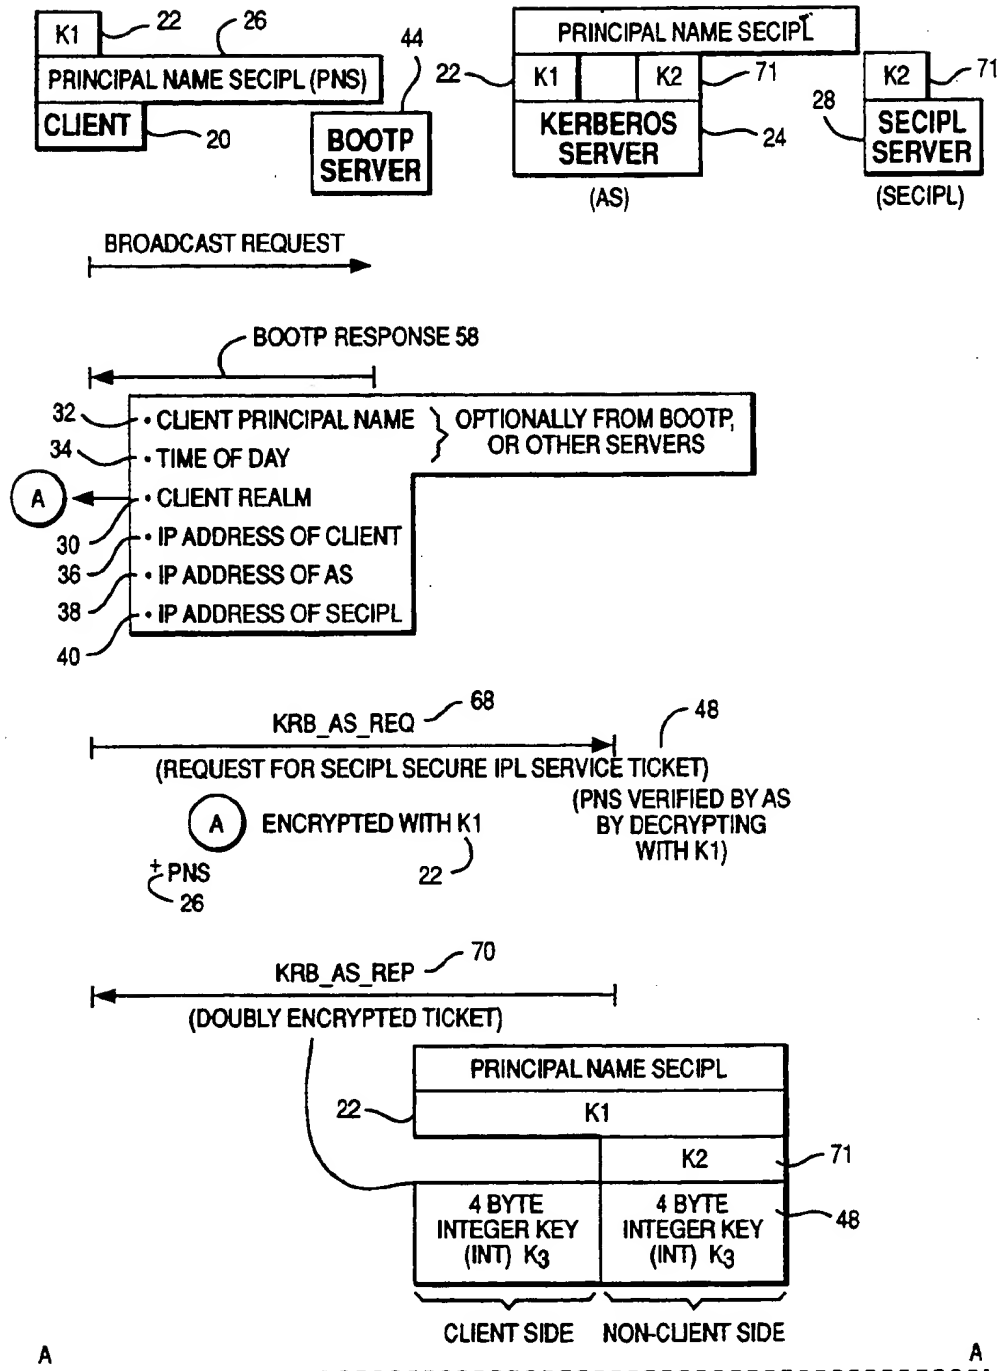 K1
22
26
PRINCIPAL NAME SECIPL (PNS)
CLIENT
20
44
BOOTP
SERVER
PRINCIPAL NAME SECIPL
22
K1
K2
71
KERBEROS
SERVER
24
(AS)
K2
71
28
SECIPL
SERVER
(SECIPL)
BROADCAST REQUEST
BOOTP RESPONSE 58
32
• CLIENT PRINCIPAL NAME
OPTIONALLY FROM BOOTP,
OR OTHER SERVERS
34
• TIME OF DAY
A
• CLIENT REALM
30
• IP ADDRESS OF CLIENT
36
• IP ADDRESS OF AS
38
• IP ADDRESS OF SECIPL
40
KRB_AS_REQ
68
48
(REQUEST FOR SECIPL SECURE IPL SERVICE TICKET)
(PNS VERIFIED BY AS
BY DECRYPTING
WITH K1)
A
ENCRYPTED WITH K1
22
+ PNS
26
KRB_AS_REP
70
(DOUBLY ENCRYPTED TICKET)
PRINCIPAL NAME SECIPL
22
K1
K2
71
4 BYTE
INTEGER KEY
(INT) K3
4 BYTE
INTEGER KEY
(INT) K3
48
CLIENT SIDE
NON-CLIENT SIDE
A
A